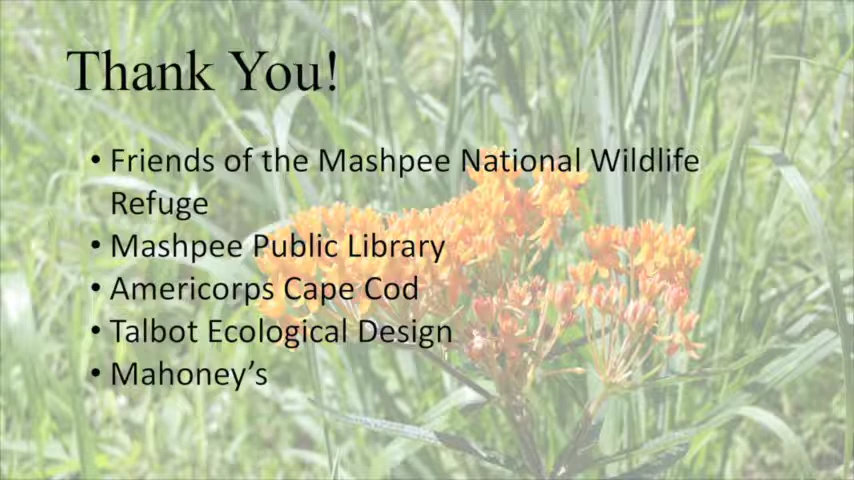 Thank You!
• Friends of the Mashpee National Wildlife
Refuge
• Mashpee Public Library
• Americorps Cape Cod
• Talbot Ecological Design
• Mahoney’s